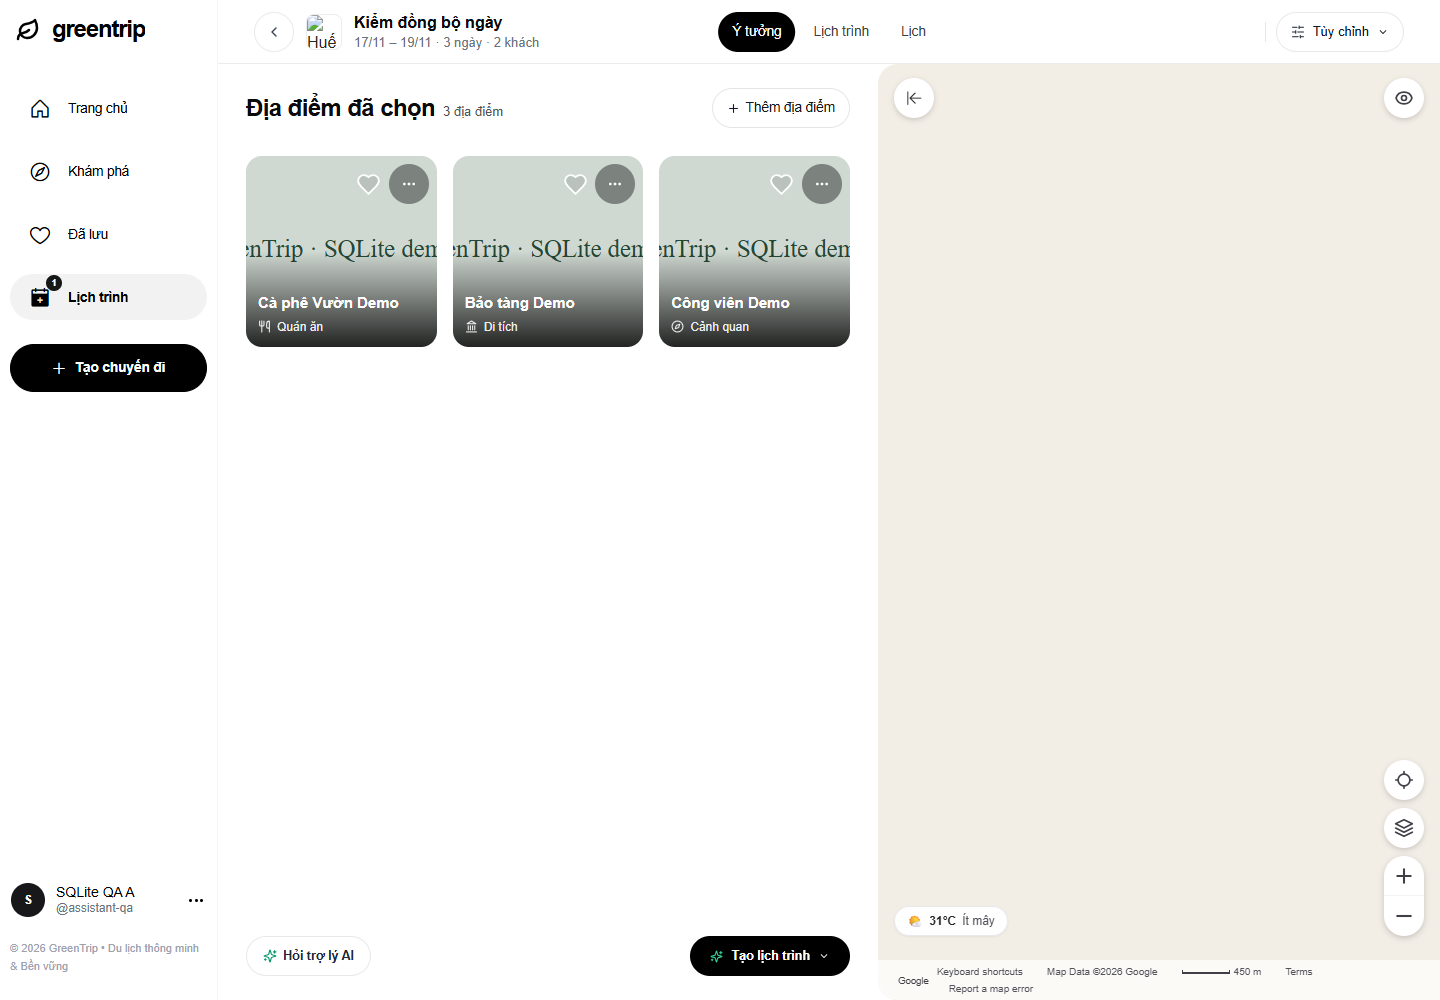 greentrip
Trang chủ
Khám phá
Đã lưu
1
Lịch trình
Tạo chuyến đi
S
SQLite QA A
@assistant-qa
© 2026 GreenTrip • Du lịch thông minh
& Bền vững
Huế
Kiểm đồng bộ ngày
17/11 – 19/11 · 3 ngày · 2 khách
Ý tưởng
Lịch trình
Lịch
Tùy chỉnh
Địa điểm đã chọn 3 địa điểm
Thêm địa điểm
enTrip · SQLite dem
Cà phê Vườn Demo
Quán ăn
enTrip · SQLite dem
Bảo tàng Demo
Di tích
enTrip · SQLite dem
Công viên Demo
Cảnh quan
Hỏi trợ lý AI
Tạo lịch trình
31°C Ít mây
Google
Keyboard shortcuts
Map Data ©2026 Google
450 m
Terms
Report a map error